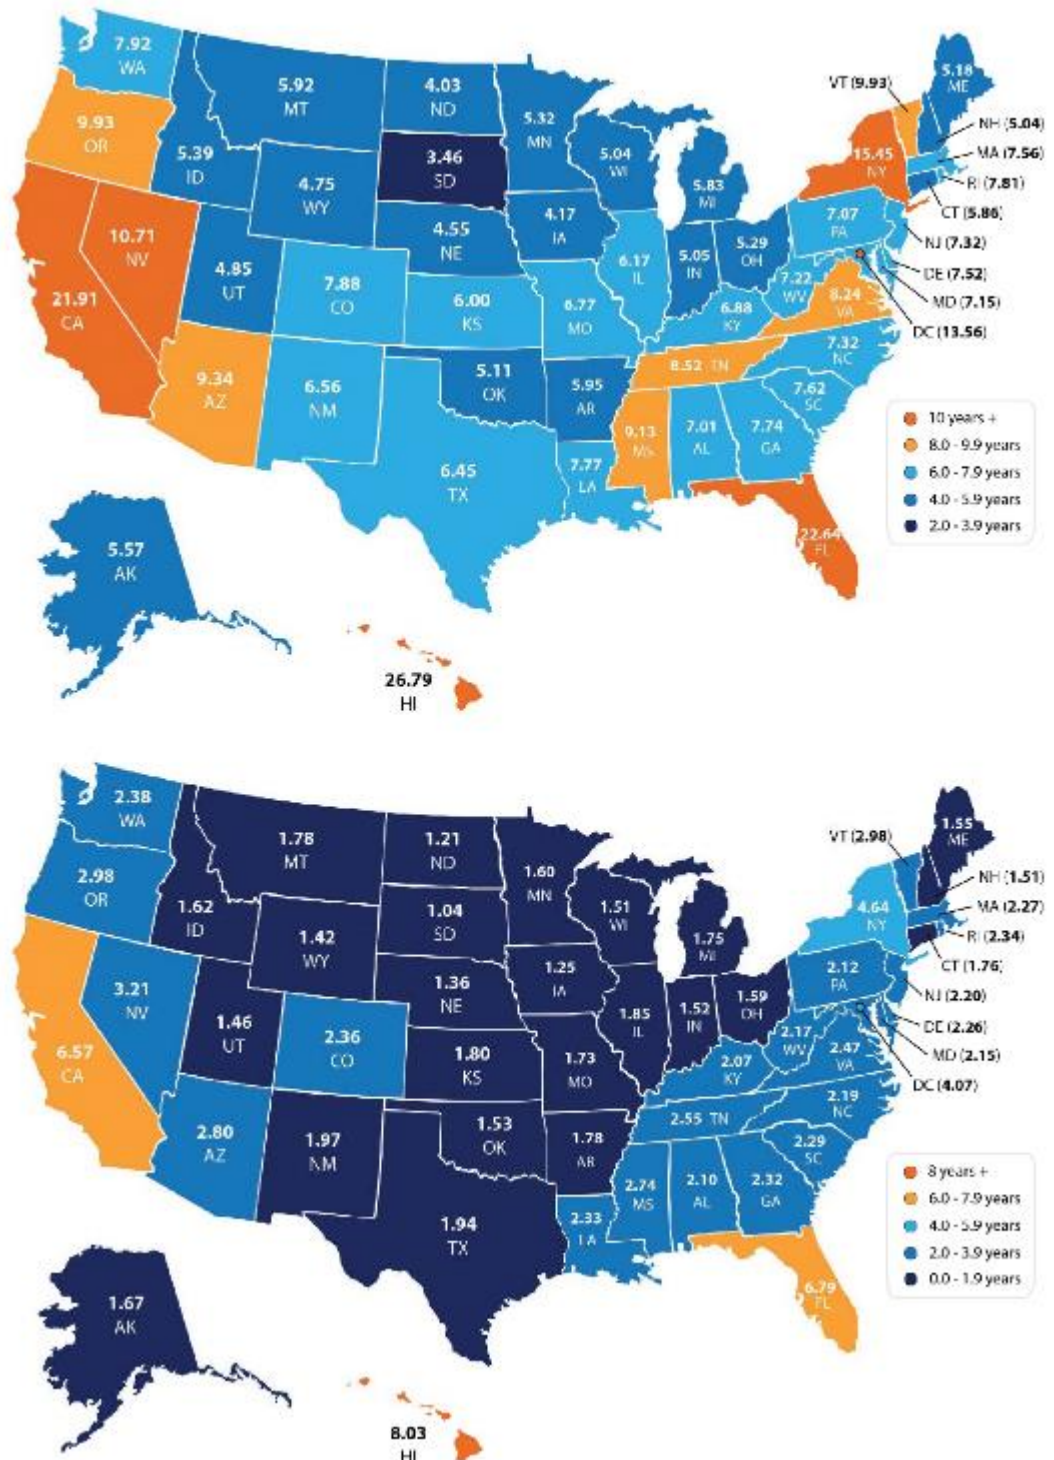 7.92
WA
5.92
MT
4.03
ND
5.32
MN
5.18
ME
VT (9.93)
9.93
OR
5.39
ID
3.46
SD
5.04
WI
NH (5.04)
15.45
NY
MA (7.56)
4.75
WY
5.83
MI
RI (7.81)
4.17
IA
7.07
PA
CT (5.86)
10.71
NV
4.55
NE
5.05
IN
5.29
OH
NJ (7.32)
4.85
UT
7.88
CO
6.17
IL
7.22
WV
DE (7.52)
21.91
CA
6.00
KS
6.77
MO
6.88
KY
8.24
VA
MD (7.15)
DC (13.56)
7.32
NC
9.34
AZ
6.56
NM
5.11
OK
5.95
AR
8.52 TN
7.62
SC
6.45
TX
7.77
LA
9.13
MS
7.01
AL
7.74
GA
10 years +
8.0 - 9.9 years
6.0 - 7.9 years
4.0 - 5.9 years
2.0 - 3.9 years
22.64
FL
5.57
AK
26.79
HI
2.38
WA
1.78
MT
1.21
ND
1.60
MN
1.55
ME
VT (2.98)
2.98
OR
1.62
ID
1.04
SD
1.51
WI
NH (1.51)
4.64
NY
MA (2.27)
1.42
WY
1.75
MI
RI (2.34)
1.25
IA
2.12
PA
CT (1.76)
3.21
NV
1.36
NE
1.52
IN
1.59
OH
NJ (2.20)
1.46
UT
2.36
CO
1.85
IL
2.17
WV
DE (2.26)
6.57
CA
1.80
KS
1.73
MO
2.07
KY
2.47
VA
MD (2.15)
DC (4.07)
2.19
NC
2.80
AZ
1.97
NM
1.53
OK
1.78
AR
2.55 TN
2.29
SC
1.94
TX
2.33
LA
2.74
MS
2.10
AL
2.32
GA
8 years +
6.0 - 7.9 years
4.0 - 5.9 years
2.0 - 3.9 years
0.0 - 1.9 years
6.79
FL
1.67
AK
8.03
HI